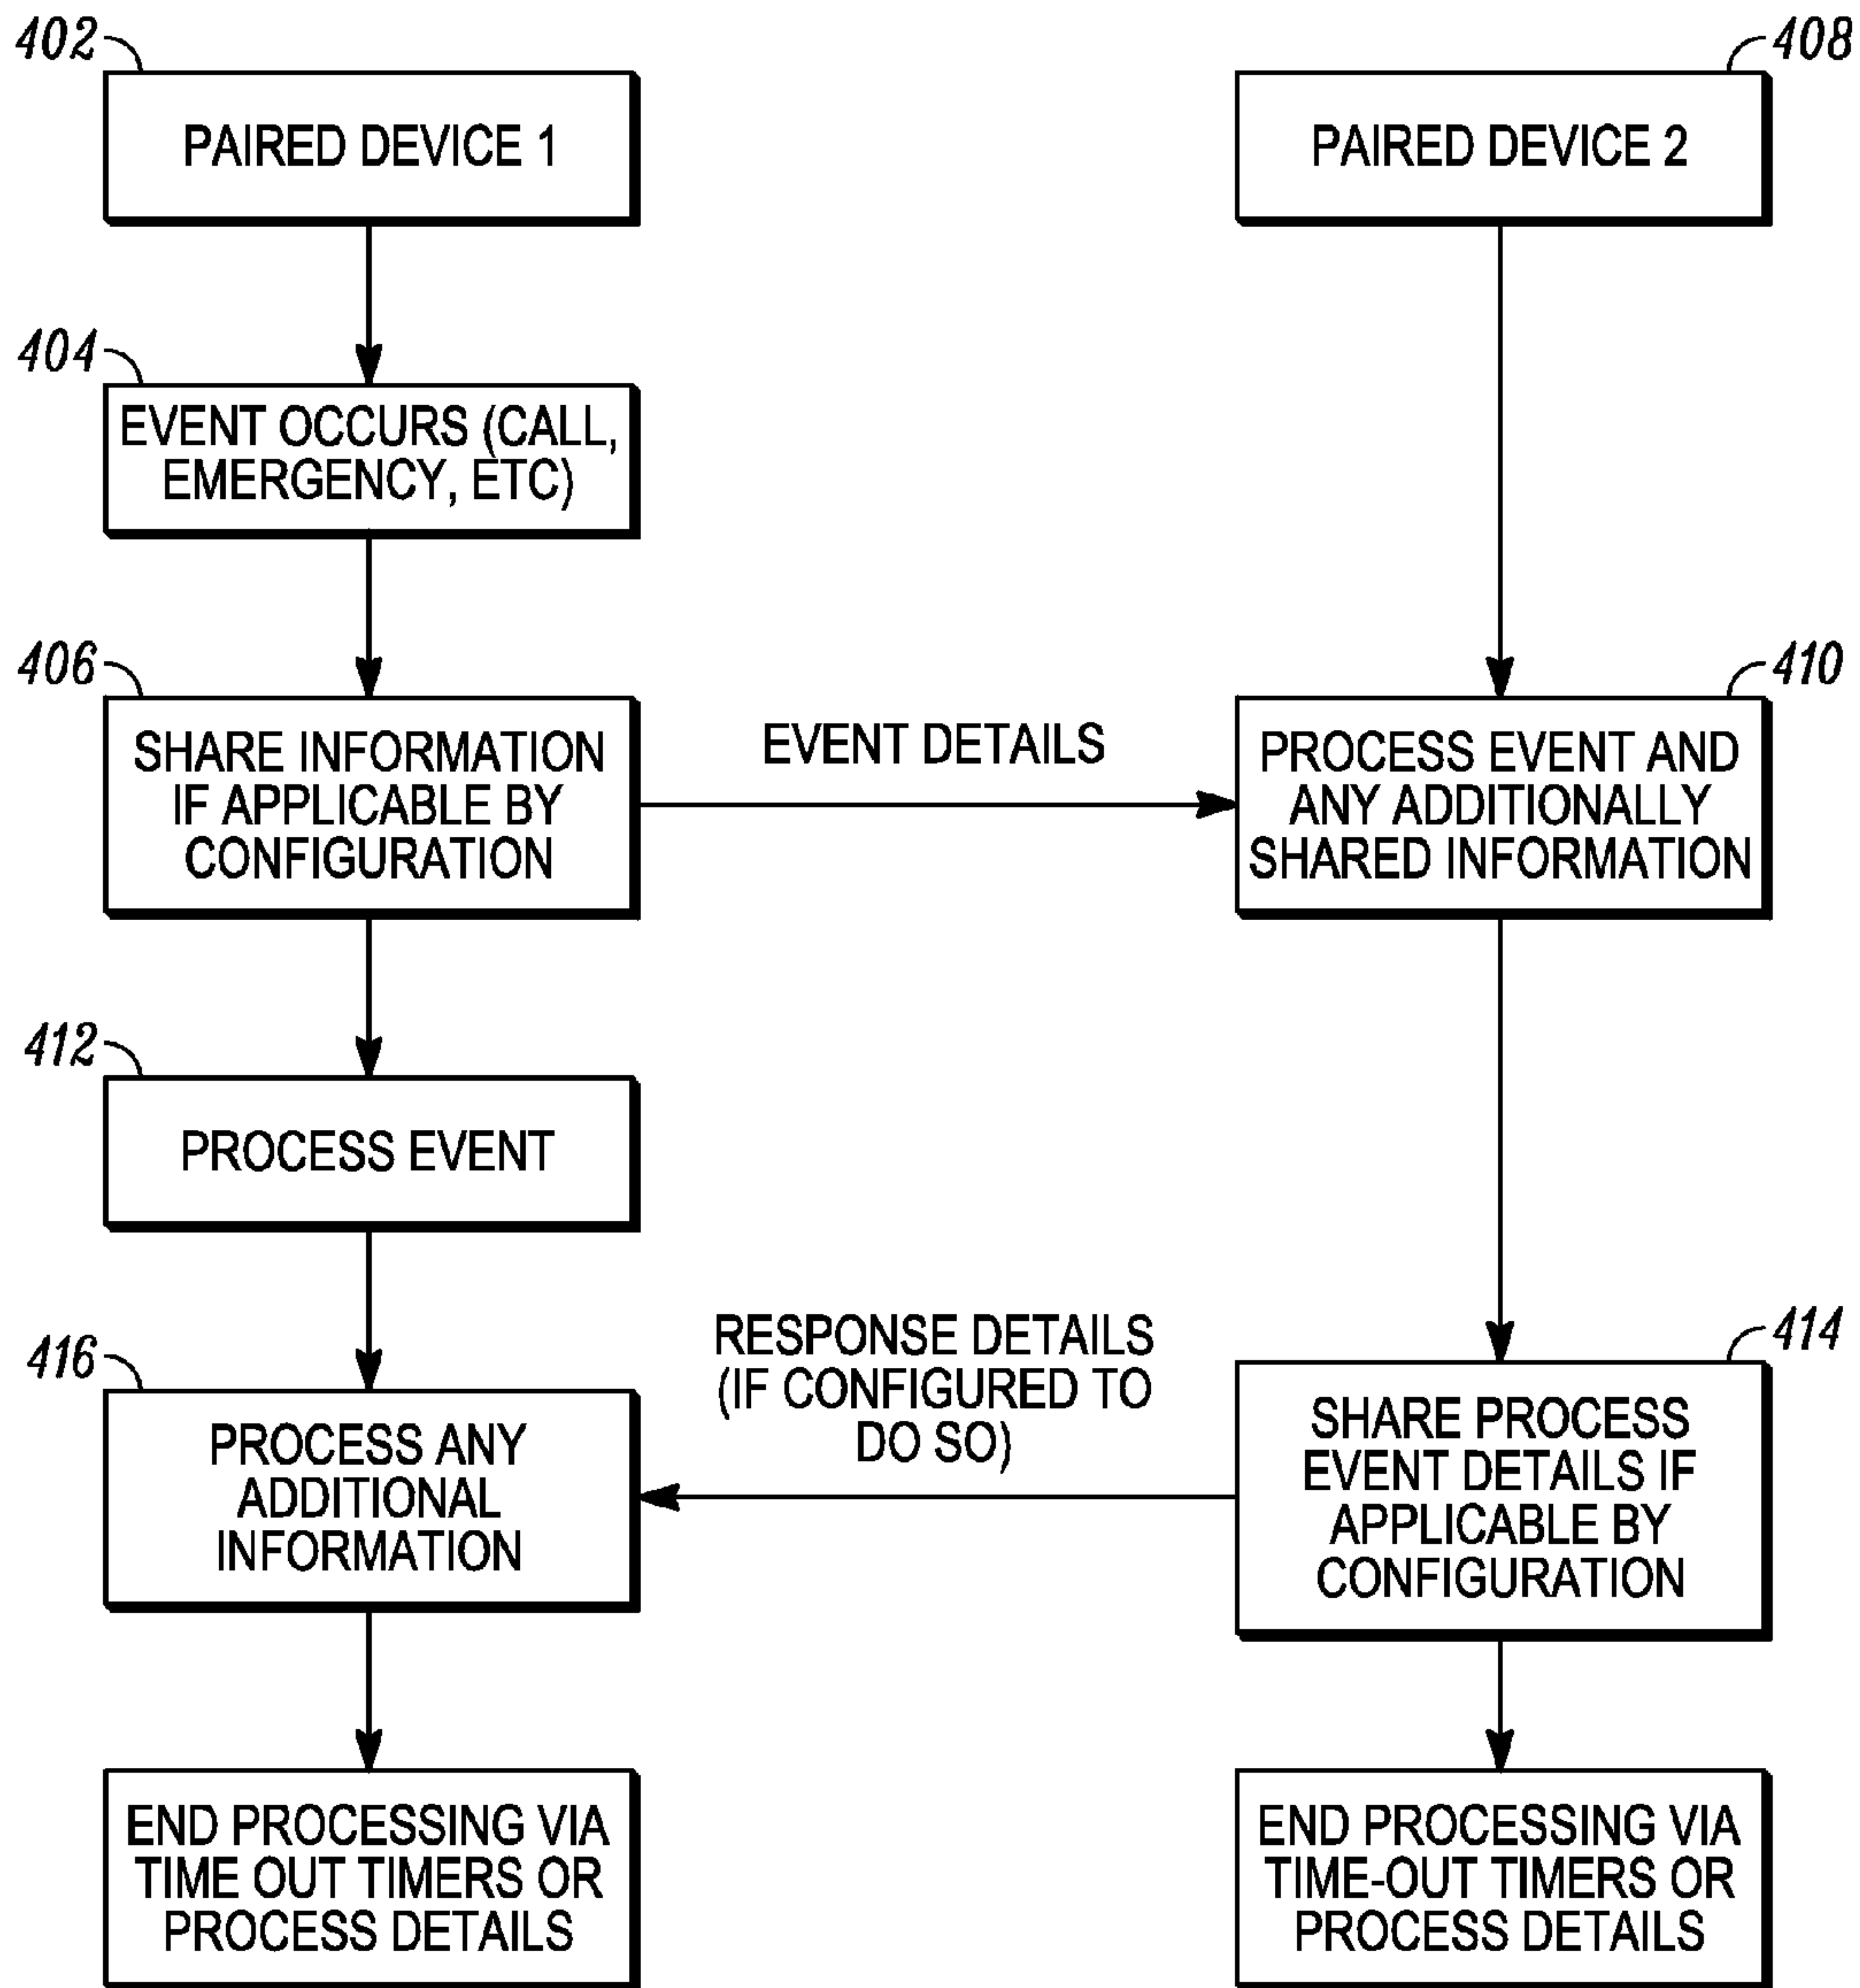 402
PAIRED DEVICE 1
408
PAIRED DEVICE 2
404
EVENT OCCURS (CALL,
EMERGENCY, ETC)
406
SHARE INFORMATION
IF APPLICABLE BY
CONFIGURATION
EVENT DETAILS
410
PROCESS EVENT AND
ANY ADDITIONALLY
SHARED INFORMATION
412
PROCESS EVENT
416
PROCESS ANY
ADDITIONAL
INFORMATION
RESPONSE DETAILS
(IF CONFIGURED TO
DO SO)
414
SHARE PROCESS
EVENT DETAILS IF
APPLICABLE BY
CONFIGURATION
END PROCESSING VIA
TIME OUT TIMERS OR
PROCESS DETAILS
END PROCESSING VIA
TIME-OUT TIMERS OR
PROCESS DETAILS